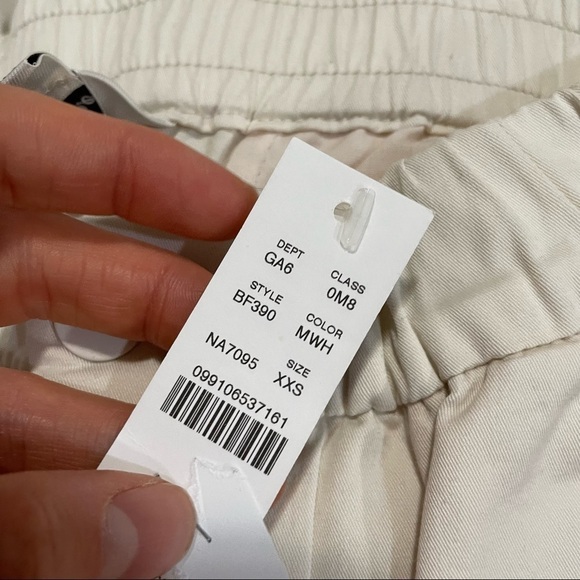 DEPT CLASS
GA6 0M8
STYLE COLOR
BF390 MWH
NA7095 SIZE
XXS
099106537161